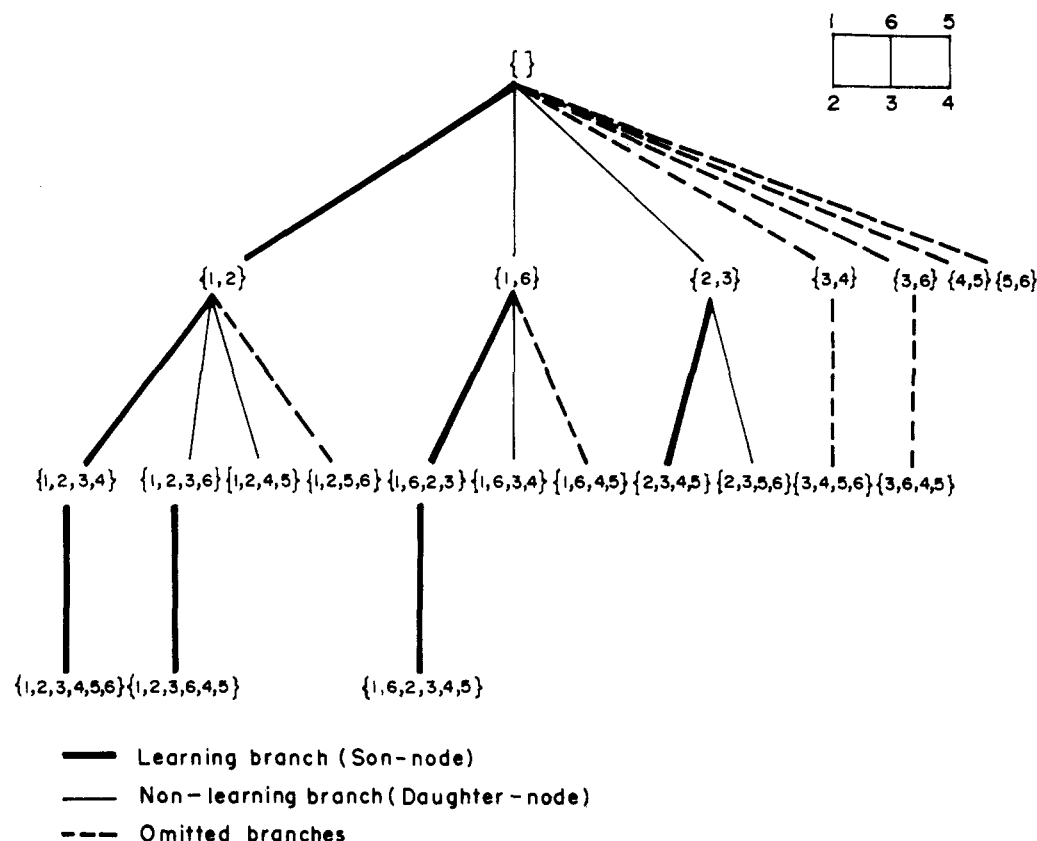 1 6 5
{ }
2 3 4
{1,2} {1,6} {2,3} {3,4} {3,6} {4,5} {5,6}
{1,2,3,4} {1,2,3,6} {1,2,4,5} {1,2,5,6} {1,6,2,3} {1,6,3,4} {1,6,4,5} {2,3,4,5} {2,3,5,6} {3,4,5,6} {3,6,4,5}
{1,2,3,4,5,6} {1,2,3,6,4,5} {1,6,2,3,4,5}
Learning branch (Son-node)
Non-learning branch (Daughter-node)
Omitted branches